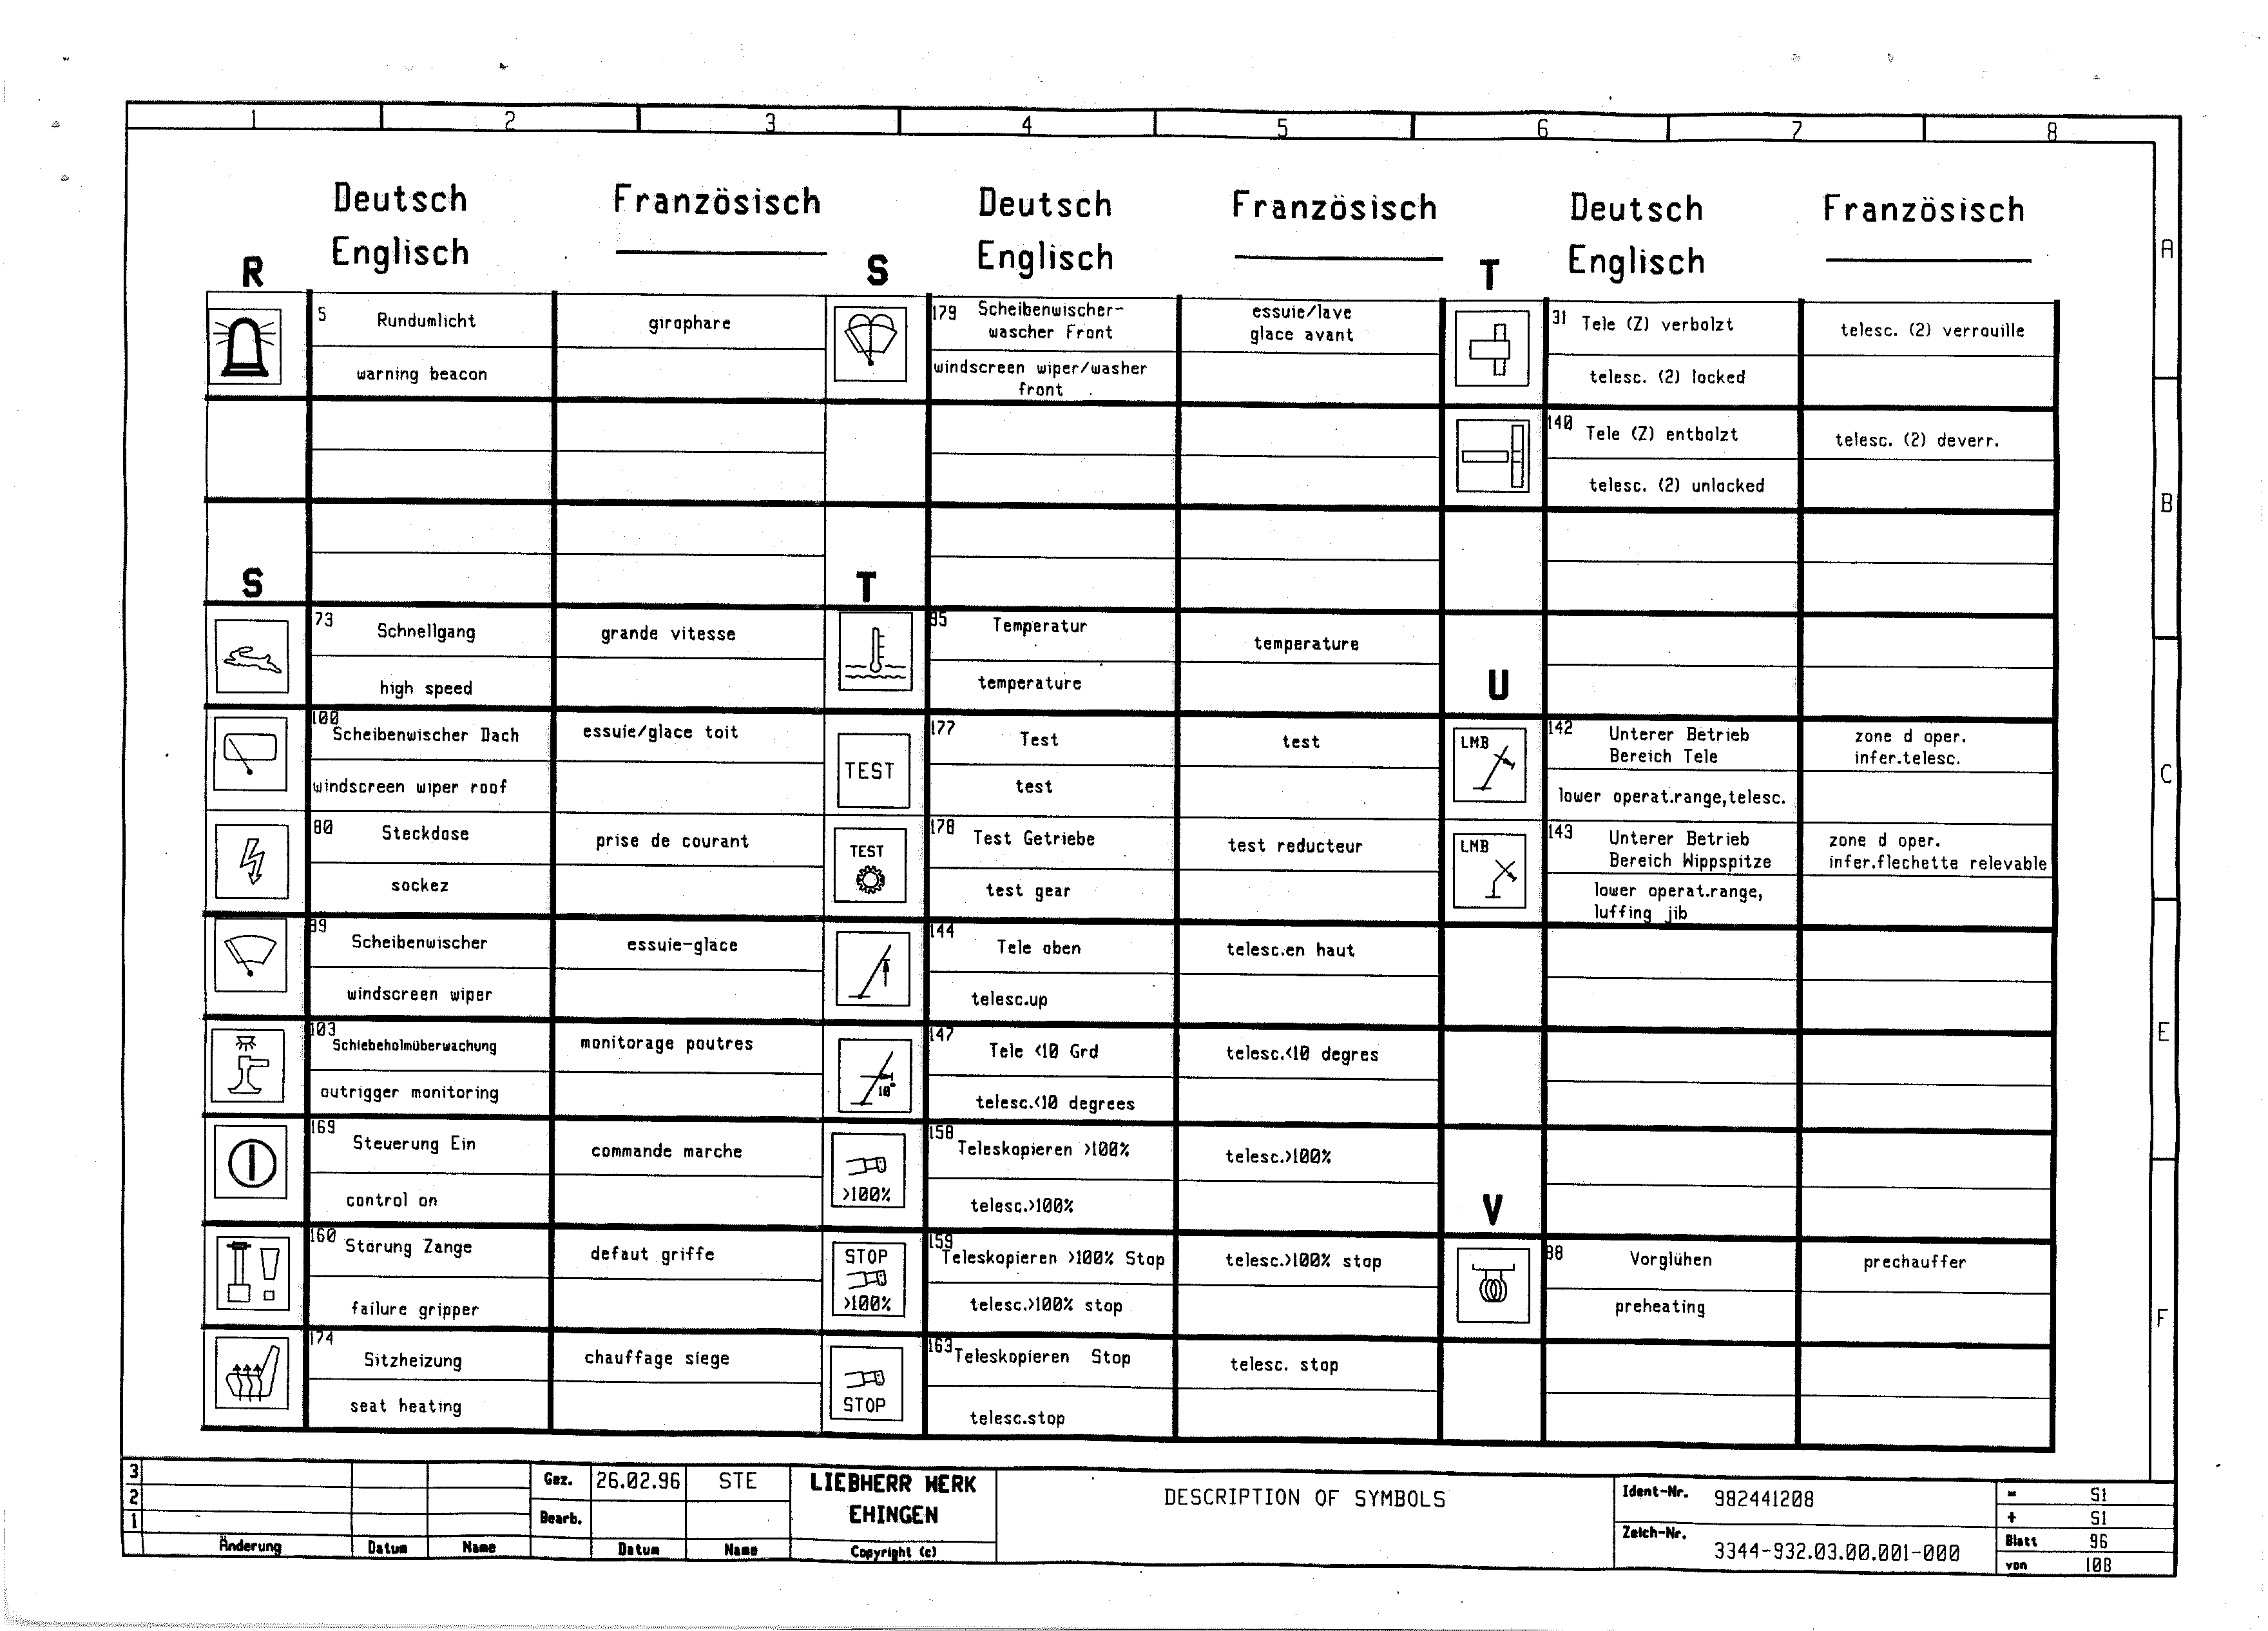 1 2 3 4 5 6 7 8
A
B
C
E
F
Deutsch
Englisch
Französisch
Deutsch
Englisch
Französisch
Deutsch
Englisch
Französisch
R
5 Rundumlicht
girophare
warning beacon
S
73 Schnellgang
grande vitesse
high speed
100
Scheibenwischer Dach
essuie/glace toit
windscreen wiper roof
80 Steckdose
prise de courant
sockez
99
Scheibenwischer
essuie-glace
windscreen wiper
103
Schiebeholmüberwachung
monitorage poutres
outrigger monitoring
169
Steuerung Ein
commande marche
control on
160
Störung Zange
defaut griffe
failure gripper
174
Sitzheizung
chauffage siege
seat heating
S
179 Scheibenwischer-
wascher Front
essuie/lave
glace avant
windscreen wiper/washer
front
T
95 Temperatur
temperature
temperature
TEST
177
Test
test
test
TEST
178
Test Getriebe
test reducteur
test gear
144
Tele oben
telesc.en haut
telesc.up
10°
147
Tele <10 Grd
telesc.<10 degres
telesc.<10 degrees
>100%
158
Teleskopieren >100%
telesc.>100%
telesc.>100%
STOP
>100%
159
Teleskopieren >100% Stop
telesc.>100% stop
telesc.>100% stop
STOP
163
Teleskopieren Stop
telesc. stop
telesc.stop
T
31 Tele (2) verbolzt
telesc. (2) verrouille
telesc. (2) locked
140 Tele (2) entbolzt
telesc. (2) deverr.
telesc. (2) unlocked
U
LMB
142 Unterer Betrieb
Bereich Tele
zone d oper.
infer.telesc.
lower operat.range,telesc.
LMB
143 Unterer Betrieb
Bereich Wippspitze
zone d oper.
infer.flechette relevable
lower operat.range,
luffing jib
V
98 Vorglühen
prechauffer
preheating
3
2
1
Änderung Datum Name
Gez. 26.02.96 STE
Bearb.
Datum Name
LIEBHERR WERK
EHINGEN
Copyright (c)
DESCRIPTION OF SYMBOLS
Ident-Nr. 982441208
Zeich-Nr. 3344-932.03.00.001-000
= S1
+ S1
Blatt 96
von 108